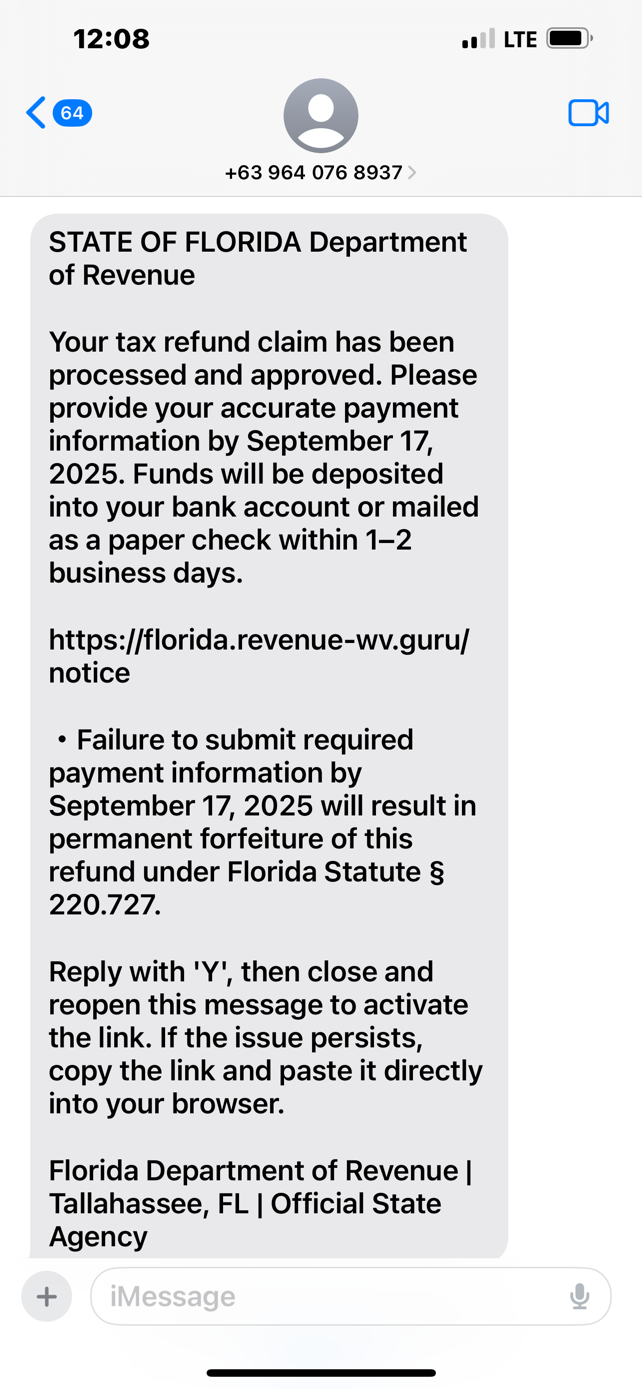 12:08
LTE
64
+63 964 076 8937
STATE OF FLORIDA Department
of Revenue
Your tax refund claim has been
processed and approved. Please
provide your accurate payment
information by September 17,
2025. Funds will be deposited
into your bank account or mailed
as a paper check within 1–2
business days.
https://florida.revenue-wv.guru/
notice
• Failure to submit required
payment information by
September 17, 2025 will result in
permanent forfeiture of this
refund under Florida Statute §
220.727.
Reply with 'Y', then close and
reopen this message to activate
the link. If the issue persists,
copy the link and paste it directly
into your browser.
Florida Department of Revenue |
Tallahassee, FL | Official State
Agency
iMessage